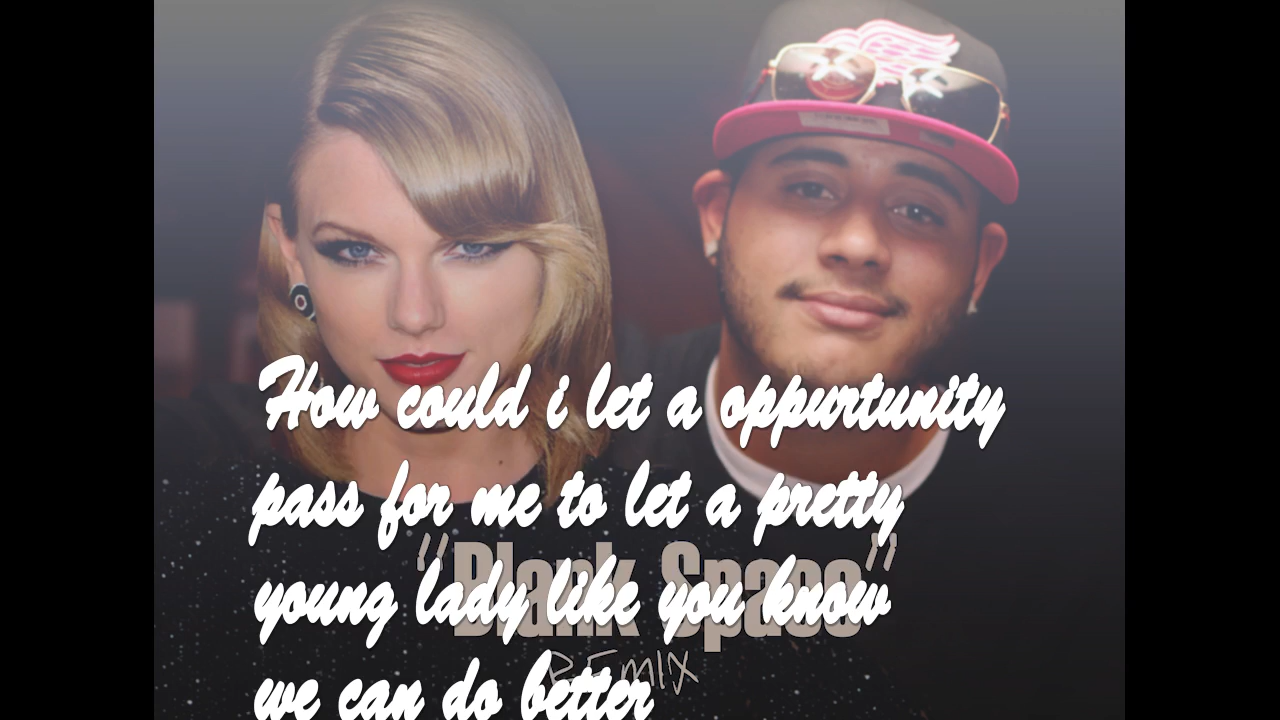 How could i let a oppurtunity
pass for me to let a pretty
“Blank Space”
young lady like you know
REMIX
we can do better